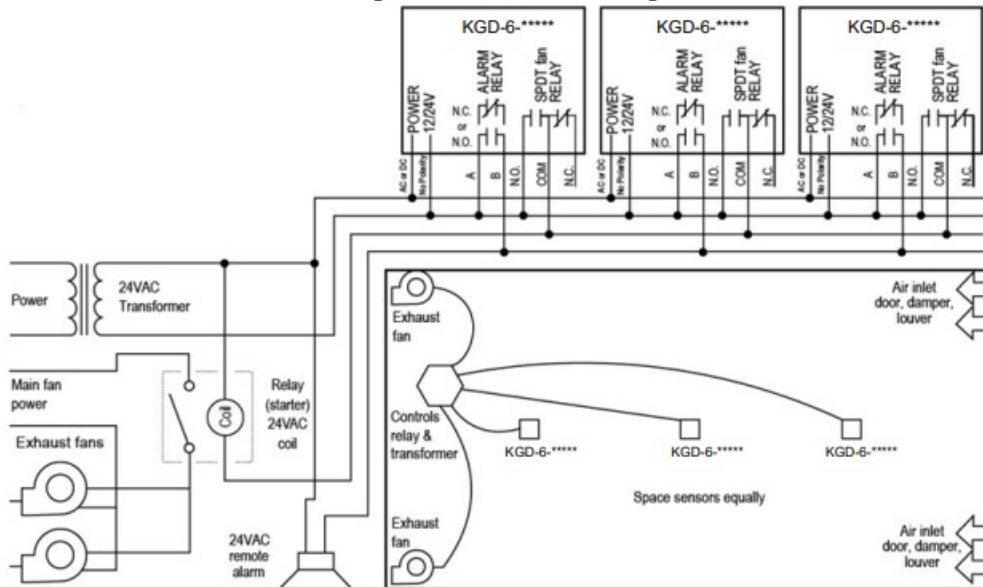 KGD-6-*****
POWER
12/24V
ALARM
RELAY
N.C.
or
N.O.
SPDT fan
RELAY
AC or DC
No Polarity
A
B
N.O.
COM
N.C.
KGD-6-*****
POWER
12/24V
ALARM
RELAY
N.C.
or
N.O.
SPDT fan
RELAY
AC or DC
No Polarity
A
B
N.O.
COM
N.C.
KGD-6-*****
POWER
12/24V
ALARM
RELAY
N.C.
or
N.O.
SPDT fan
RELAY
AC or DC
No Polarity
A
B
N.O.
COM
N.C.
Power
24VAC
Transformer
Main fan
power
Coil
Relay
(starter)
24VAC
coil
Exhaust fans
24VAC
remote
alarm
Exhaust
fan
Air inlet
door, damper,
louver
Controls
relay &
transformer
KGD-6-*****
KGD-6-*****
KGD-6-*****
Space sensors equally
Exhaust
fan
Air inlet
door, damper,
louver